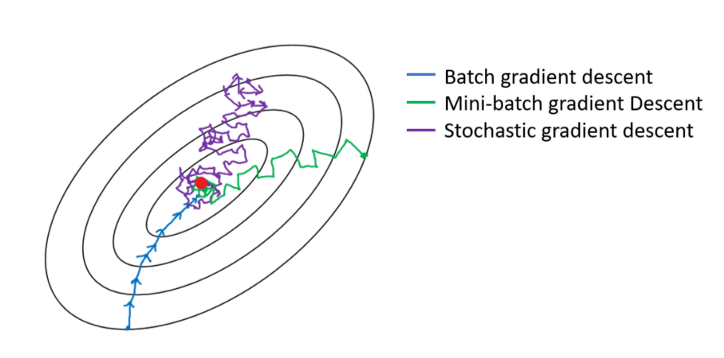 Batch gradient descent
Mini-batch gradient Descent
Stochastic gradient descent